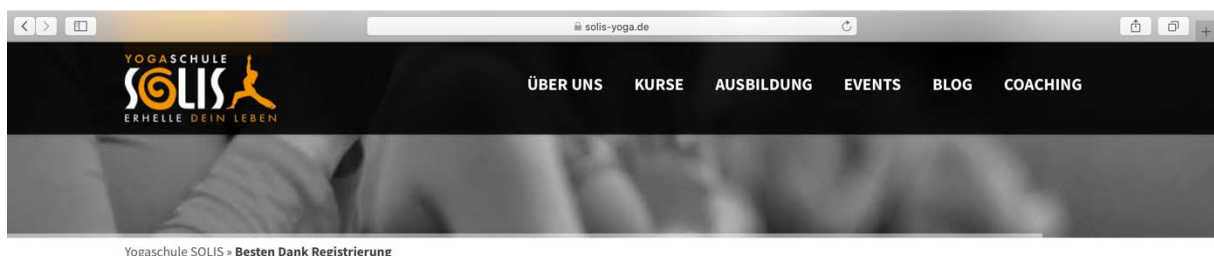 solis-yoga.de
YOGASCHULE
SOLIS
ERHELLE DEIN LEBEN
ÜBER UNS KURSE AUSBILDUNG EVENTS BLOG COACHING
Yogaschule SOLIS » Besten Dank Registrierung